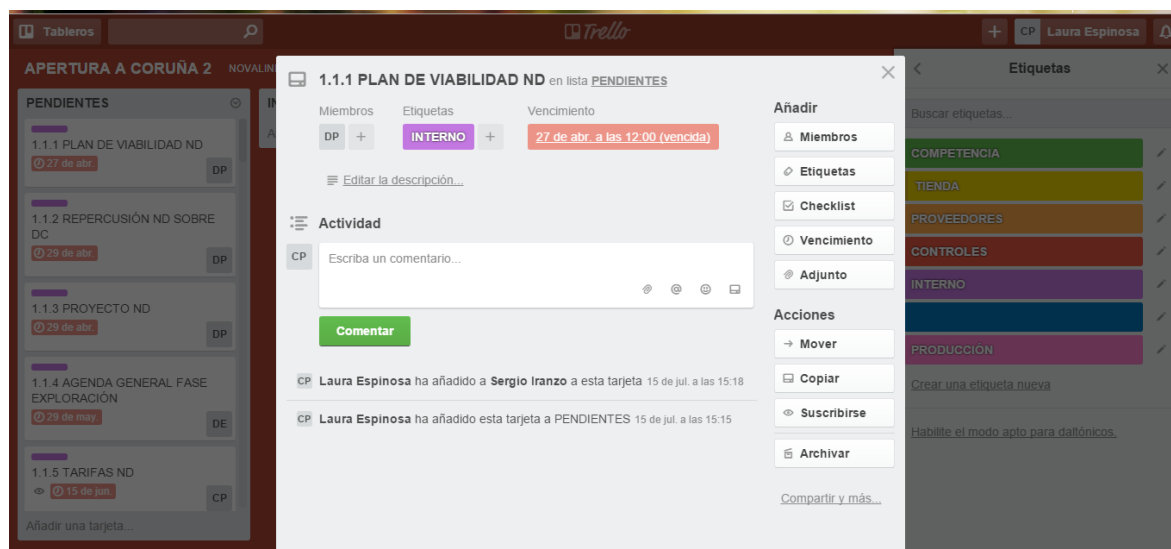 Tableros
Trello
CP Laura Espinosa
APERTURA A CORUÑA 2
PENDIENTES
1.1.1 PLAN DE VIABILIDAD ND
27 de abr.
DP
1.1.2 REPERCUSIÓN ND SOBRE
DC
29 de abr.
DP
1.1.3 PROYECTO ND
29 de abr.
DP
1.1.4 AGENDA GENERAL FASE
EXPLORACIÓN
29 de may.
DE
1.1.5 TARIFAS ND
15 de jun.
CP
Añadir una tarjeta...
1.1.1 PLAN DE VIABILIDAD ND en lista PENDIENTES
Miembros Etiquetas Vencimiento
DP + INTERNO + 27 de abr. a las 12:00 (vencida)
Editar la descripción...
Actividad
CP
Escriba un comentario...
Comentar
CP Laura Espinosa ha añadido a Sergio Iranzo a esta tarjeta 15 de jul. a las 15:18
CP Laura Espinosa ha añadido esta tarjeta a PENDIENTES 15 de jul. a las 15:15
Añadir
Miembros
Etiquetas
Checklist
Vencimiento
Adjunto
Acciones
Mover
Copiar
Suscribirse
Archivar
Compartir y más...
Etiquetas
Buscar etiquetas...
COMPETENCIA
TIENDA
PROVEEDORES
CONTROLES
INTERNO
PRODUCCIÓN
Crear una etiqueta nueva
Habilite el modo apto para daltónicos.